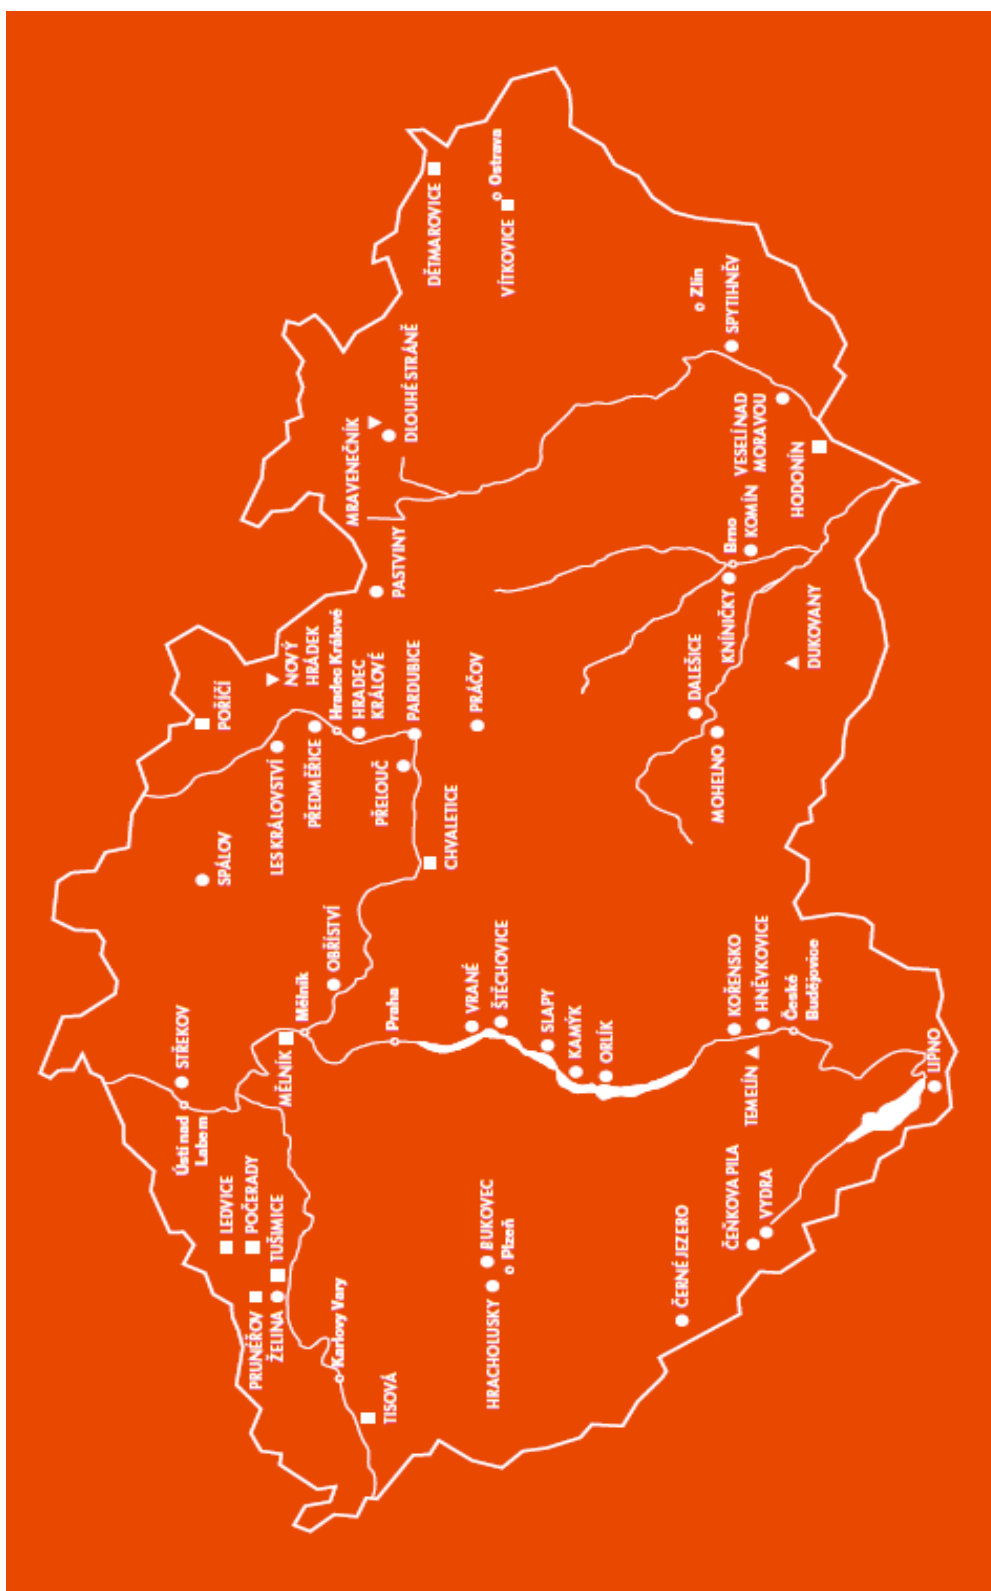 Ústí nad
Labem
STŘEKOV
LEDVICE
SPÁLOV
POŘÍČÍ
POČERADY
PRUNÉŘOV
TUŠIMICE
ŽELINA
MĚLNÍK
Mělník
LES KRÁLOVSTVÍ
NOVÝ
HRÁDEK
PŘEDMĚŘICE
Hradec Králové
HRADEC
KRÁLOVÉ
OBŘÍSTVÍ
Karlovy Vary
MRAVENEČNÍK
TISOVÁ
Praha
PŘELOUČ
PARDUBICE
PASTVINY
DLOUHÉ STRÁNĚ
DĚTMAROVICE
CHVALETICE
VRANÉ
PRÁČOV
HRACHOLUSKY
BUKOVEC
Plzeň
ŠTĚCHOVICE
VÍTKOVICE
Ostrava
SLAPY
KAMÝK
ORLÍK
ČERNÉ JEZERO
DALEŠICE
Zlín
MOHELNO
KNÍNIČKY
Brno
SPYTIHNĚV
ČEŇKOVA PILA
KOŘENSKO
TEMELÍN
HNĚVKOVICE
KOMÍN
VESELÍ NAD
MORAVOU
VYDRA
České
Budějovice
HODONÍN
DUKOVANY
LIPNO